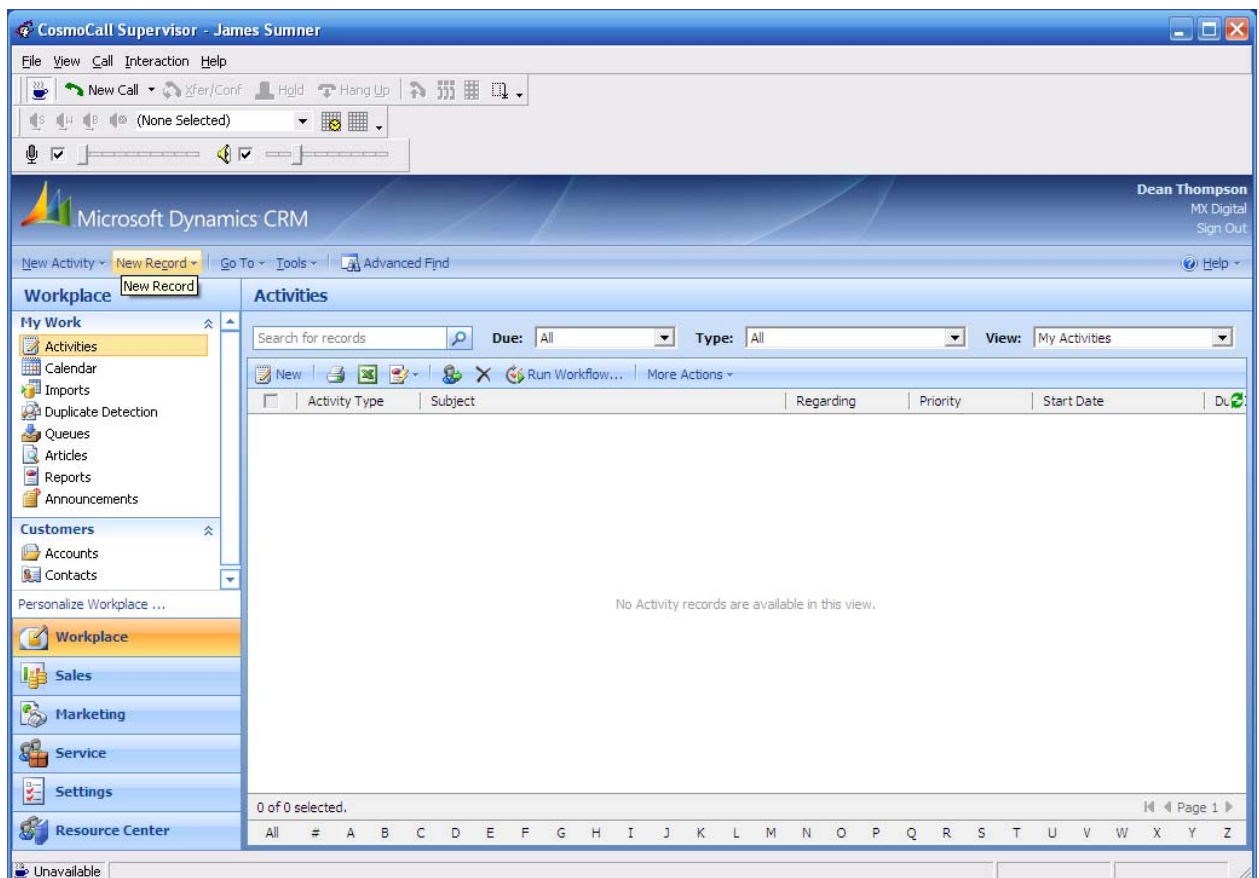 CosmoCall Supervisor - James Sumner
File View Call Interaction Help
New Call Xfer/Conf Hold Hang Up
S H B (None Selected)
Microsoft Dynamics CRM
Dean Thompson
MX Digital
Sign Out
New Activity New Record Go To Tools Advanced Find Help
New Record
Workplace
Activities
My Work
Activities
Calendar
Imports
Duplicate Detection
Queues
Articles
Reports
Announcements
Customers
Accounts
Contacts
Personalize Workplace ...
Workplace
Sales
Marketing
Service
Settings
Resource Center
Search for records Due: All Type: All View: My Activities
New Run Workflow... More Actions
Activity Type Subject Regarding Priority Start Date
No Activity records are available in this view.
0 of 0 selected. Page 1
All # A B C D E F G H I J K L M N O P Q R S T U V W X Y Z
Unavailable